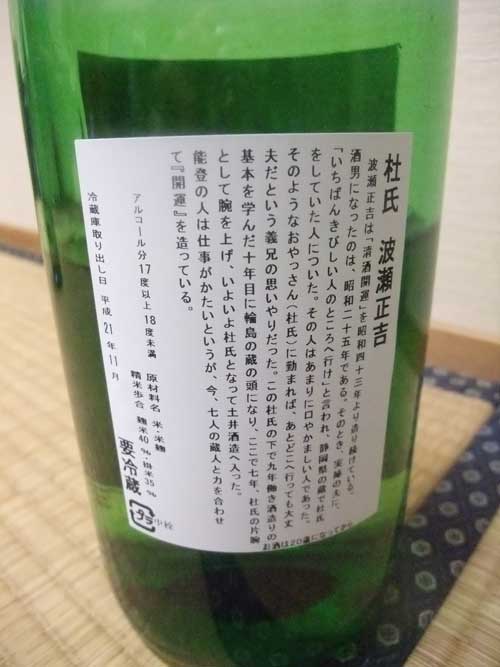 杜氏 波瀬正吉
波瀬正吉は「清酒開運」を昭和四十三年より造り続けている。
酒男になったのは、昭和二十五年である。そのとき、実姉の夫に、
「いちばんきびしい人のところへ行け」と言われ、静岡県の蔵で杜氏
をしていた人についた。その人はあまりに口やかましい人であった。
そのようなおやっさん(杜氏)に勤まれば、あとどこへ行っても大丈
夫だという義兄の思いやりだった。この杜氏の下で九年働き酒造りの
基本を学んだ十年目に輪島の蔵の頭になり、ここで七年、杜氏の片腕
として腕を上げ、いよいよ杜氏となって土井酒造へ入った。
能登の人は仕事がかたいというが、今、七人の蔵人と力を合わせ
て『開運』を造っている。
アルコール分17度以上18度未満 原材料名 米 米麹
精米歩合 麹米40%・掛米35%
冷蔵庫取り出し日 平成21年11月
要冷蔵
中栓
プラ
お酒は20歳になってから